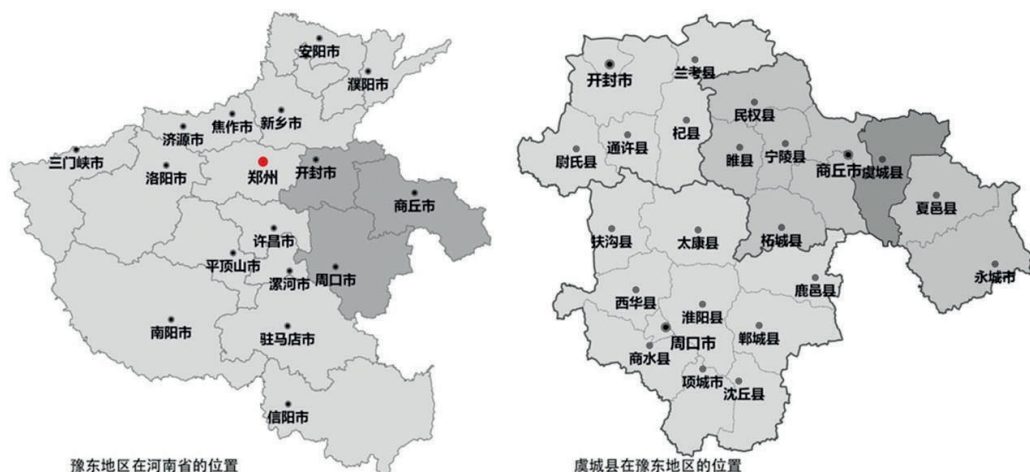 安阳市
濮阳市
焦作市
新乡市
济源市
三门峡市
洛阳市
郑州
开封市
商丘市
许昌市
平顶山市
漯河市
周口市
南阳市
驻马店市
信阳市
豫东地区在河南省的位置
开封市
兰考县
民权县
杞县
通许县
尉氏县
睢县
宁陵县
商丘市
虞城县
夏邑县
扶沟县
太康县
柘城县
永城市
鹿邑县
西华县
淮阳县
周口市
郸城县
商水县
项城市
沈丘县
虞城县在豫东地区的位置